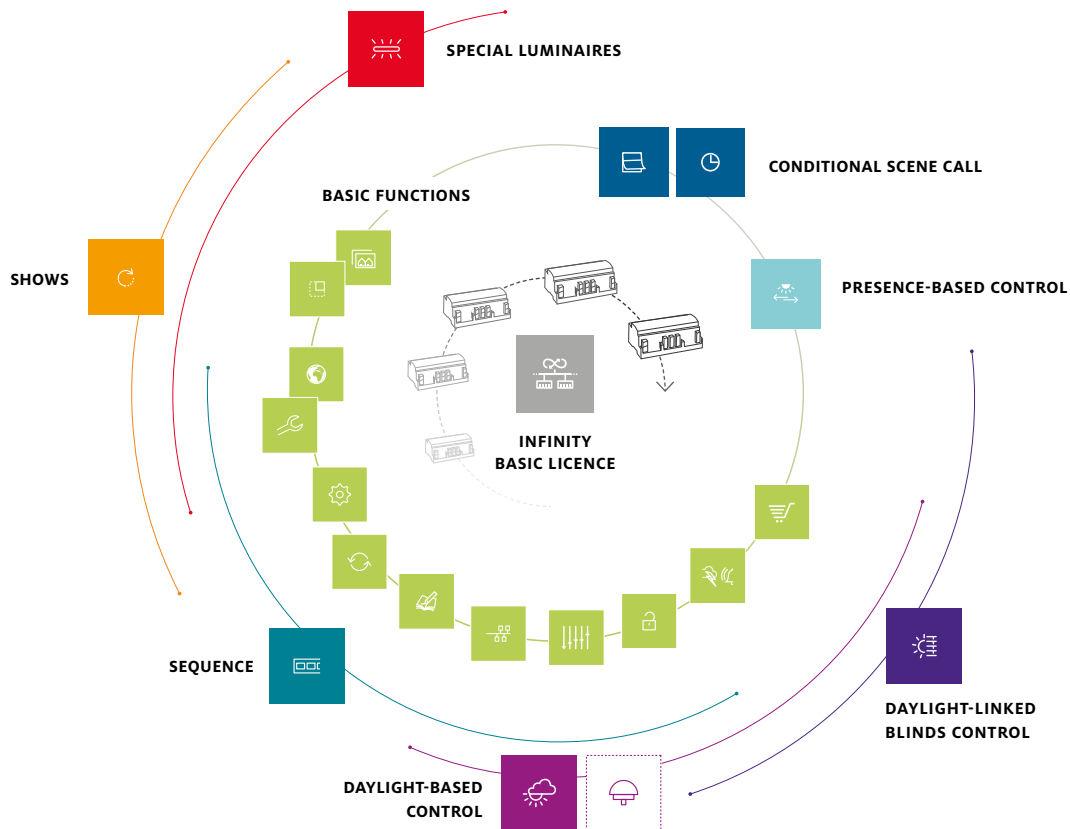 SPECIAL LUMINAIRES
CONDITIONAL SCENE CALL
BASIC FUNCTIONS
SHOWS
PRESENCE-BASED CONTROL
INFINITY
BASIC LICENCE
SEQUENCE
DAYLIGHT-LINKED
BLINDS CONTROL
DAYLIGHT-BASED
CONTROL